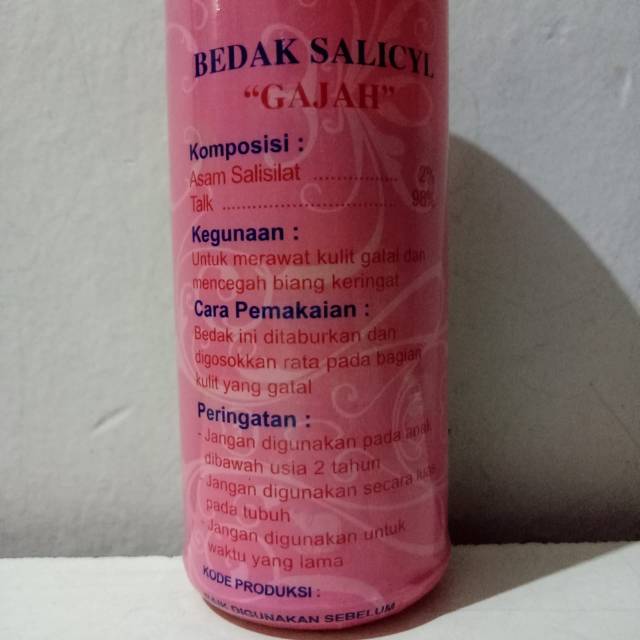 BEDAK SALICYL
"GAJAH"
Komposisi :
Asam Salisilat ................ 2%
Talk ................................. 98%
Kegunaan :
Untuk merawat kulit gatal dan
mencegah biang keringat
Cara Pemakaian :
Bedak ini ditaburkan dan
digosokkan rata pada bagian
kulit yang gatal
Peringatan :
- Jangan digunakan pada anak
dibawah usia 2 tahun
- Jangan digunakan secara luas
pada tubuh
- Jangan digunakan untuk
waktu yang lama
KODE PRODUKSI :
BAIK DIGUNAKAN SEBELUM